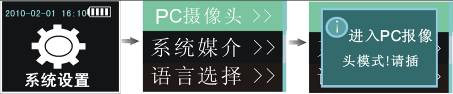 2010-02-01 16:10
系统设置
PC摄像头 >>
系统媒介 >>
语言选择 >>
进入PC报像
头模式!请插